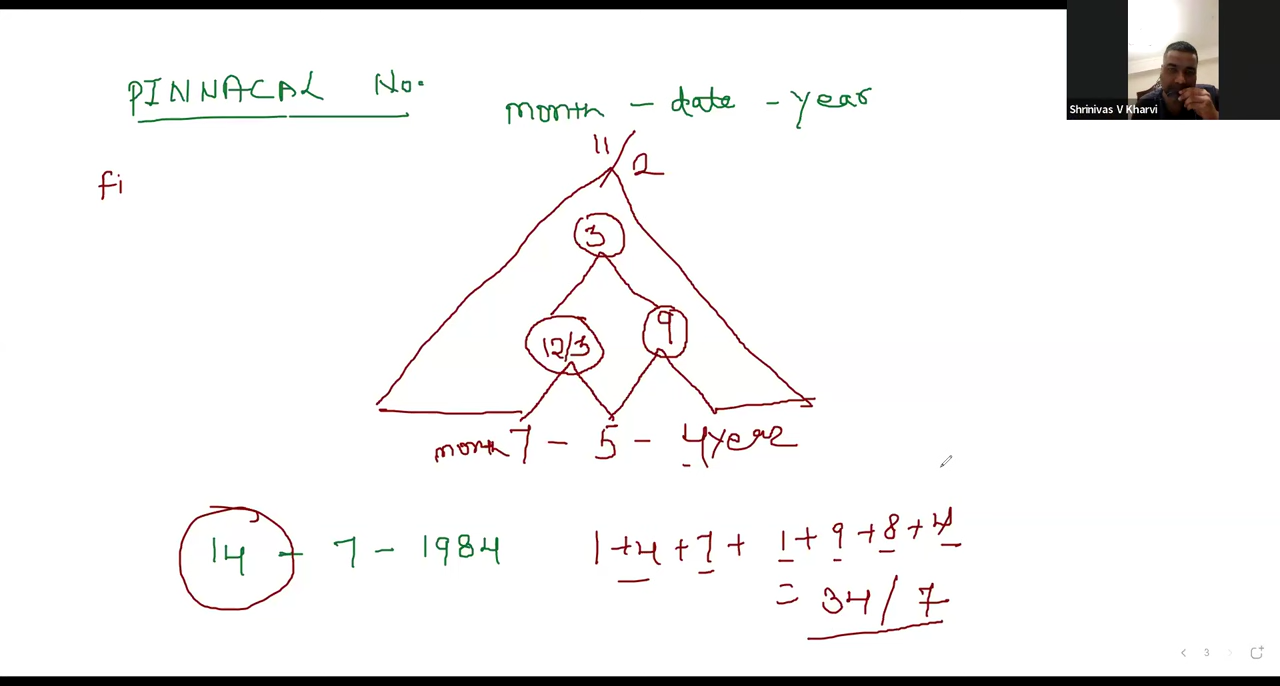 PINNACAL No.
month - date - year
Shrinivas V Kharvi
11/2
fi
3
12/3 9
month 7 - 5 - 4 year
14 - 7 - 1984 1+4+7+1+9+8+4
= 34/7
3